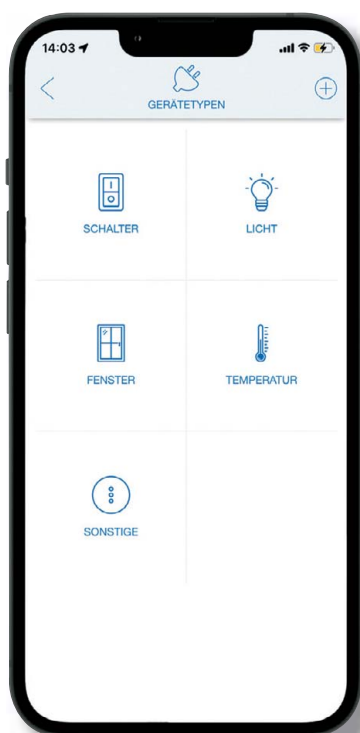 14:03
GERÄTETYPEN
SCHALTER
LICHT
FENSTER
TEMPERATUR
SONSTIGE